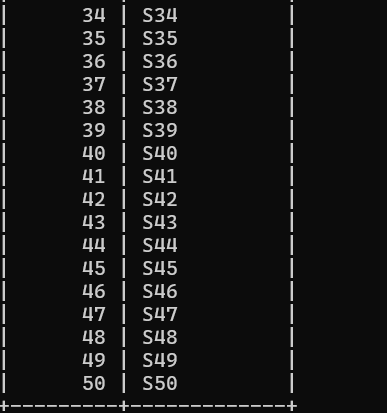 | 34 | S34 |
| 35 | S35 |
| 36 | S36 |
| 37 | S37 |
| 38 | S38 |
| 39 | S39 |
| 40 | S40 |
| 41 | S41 |
| 42 | S42 |
| 43 | S43 |
| 44 | S44 |
| 45 | S45 |
| 46 | S46 |
| 47 | S47 |
| 48 | S48 |
| 49 | S49 |
| 50 | S50 |
+---------+-------------+